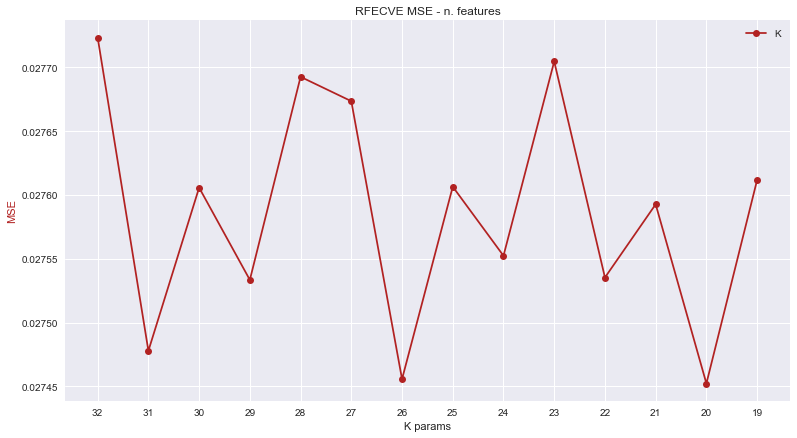 RFECVE MSE - n. features
K
0.02770
0.02765
0.02760
0.02755
0.02750
0.02745
MSE
32 31 30 29 28 27 26 25 24 23 22 21 20 19
K params